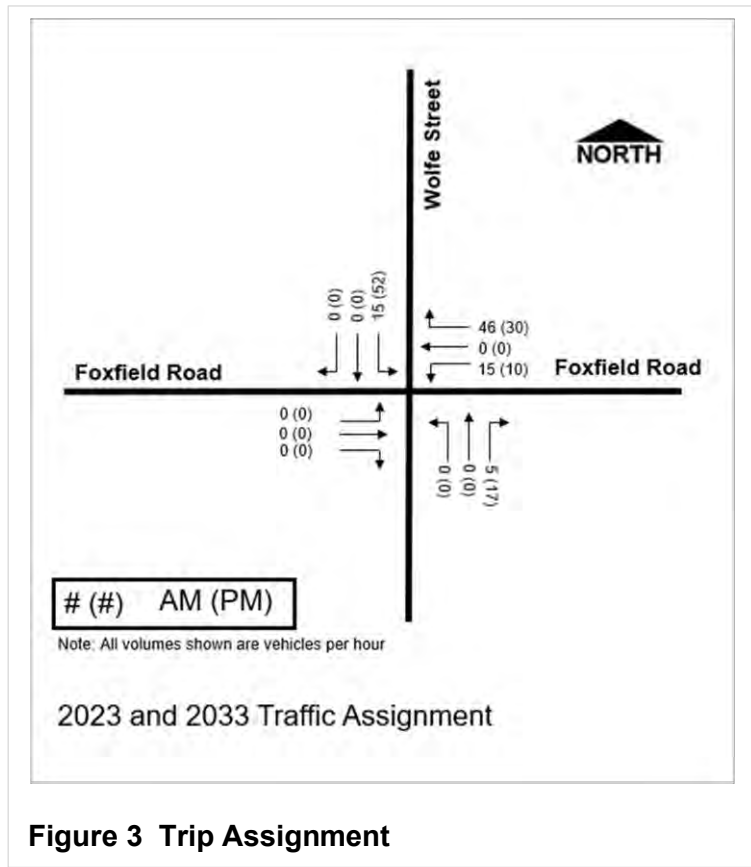 Wolfe Street
NORTH
0 (0)
0 (0)
15 (52)
46 (30)
0 (0)
15 (10)
Foxfield Road
Foxfield Road
0 (0)
0 (0)
0 (0)
0 (0)
0 (0)
5 (17)
# (#) AM (PM)
Note: All volumes shown are vehicles per hour
2023 and 2033 Traffic Assignment
Figure 3 Trip Assignment